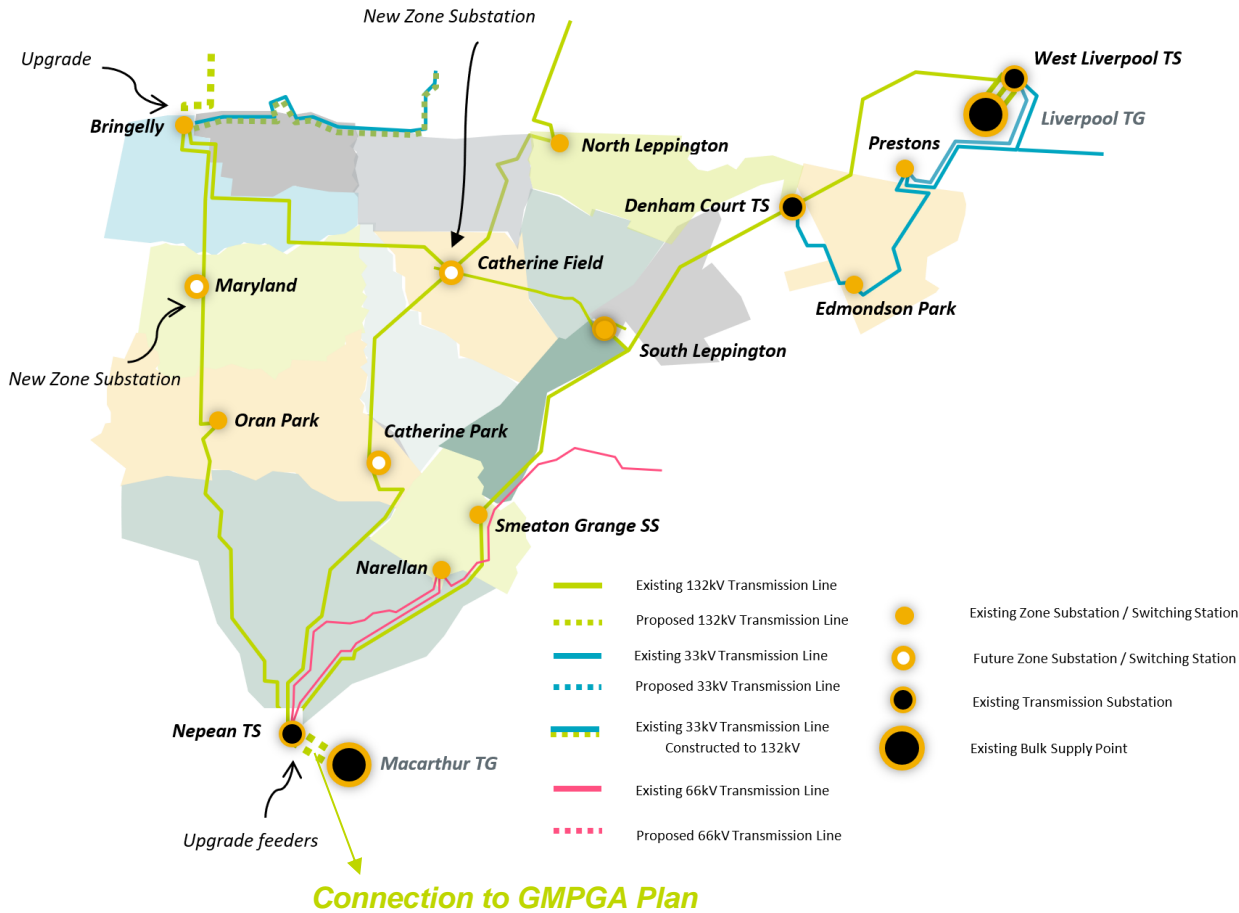 New Zone Substation
Upgrade
West Liverpool TS
Bringelly
Liverpool TG
North Leppington
Prestons
Denham Court TS
Catherine Field
Maryland
Edmondson Park
South Leppington
New Zone Substation
Oran Park
Catherine Park
Smeaton Grange SS
Narellan
Existing 132kV Transmission Line
Proposed 132kV Transmission Line
Existing 33kV Transmission Line
Proposed 33kV Transmission Line
Existing 33kV Transmission Line
Constructed to 132kV
Existing 66kV Transmission Line
Proposed 66kV Transmission Line
Existing Zone Substation / Switching Station
Future Zone Substation / Switching Station
Existing Transmission Substation
Existing Bulk Supply Point
Nepean TS
Macarthur TG
Upgrade feeders
Connection to GMPGA Plan